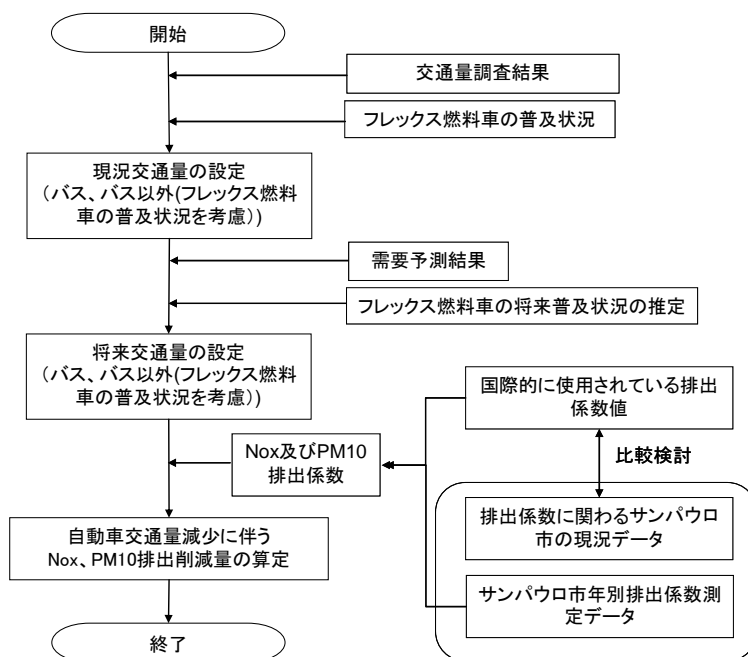 開始
交通量調査結果
フレックス燃料車の普及状況
現況交通量の設定
（バス、バス以外(フレックス燃料
車の普及状況を考慮））
需要予測結果
フレックス燃料車の将来普及状況の推定
将来交通量の設定
（バス、バス以外(フレックス燃料
車の普及状況を考慮））
国際的に使用されている排出
係数値
Nox及びPM10
排出係数
比較検討
排出係数に関わるサンパウロ
市の現況データ
自動車交通量減少に伴う
Nox、PM10排出削減量の算定
サンパウロ市年別排出係数測
定データ
終了